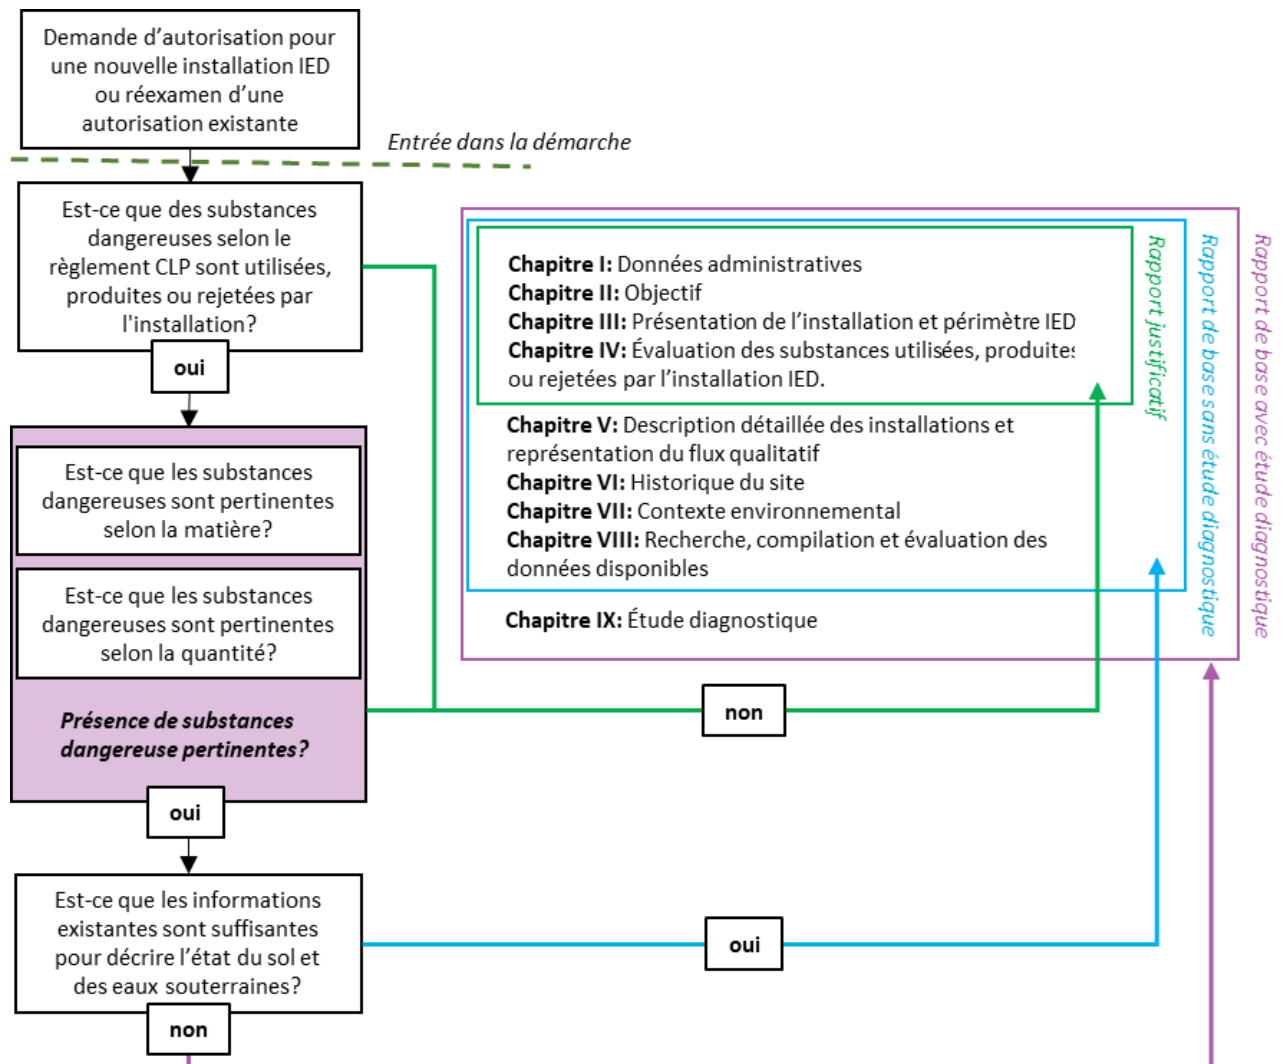 Demande d’autorisation pour
une nouvelle installation IED
ou réexamen d’une
autorisation existante
Entrée dans la démarche
Est-ce que des substances
dangereuses selon le
règlement CLP sont utilisées,
produites ou rejetées par
l'installation?
oui
Est-ce que les substances
dangereuses sont pertinentes
selon la matière?
Est-ce que les substances
dangereuses sont pertinentes
selon la quantité?
Présence de substances
dangereuse pertinentes?
oui
Est-ce que les informations
existantes sont suffisantes
pour décrire l’état du sol et
des eaux souterraines?
non
Chapitre I: Données administratives
Chapitre II: Objectif
Chapitre III: Présentation de l’installation et périmètre IED
Chapitre IV: Évaluation des substances utilisées, produites
ou rejetées par l’installation IED.
Chapitre V: Description détaillée des installations et
représentation du flux qualitatif
Chapitre VI: Historique du site
Chapitre VII: Contexte environnemental
Chapitre VIII: Recherche, compilation et évaluation des
données disponibles
Chapitre IX: Étude diagnostique
Rapport justificatif
Rapport de base sans étude diagnostique
Rapport de base avec étude diagnostique
non
oui